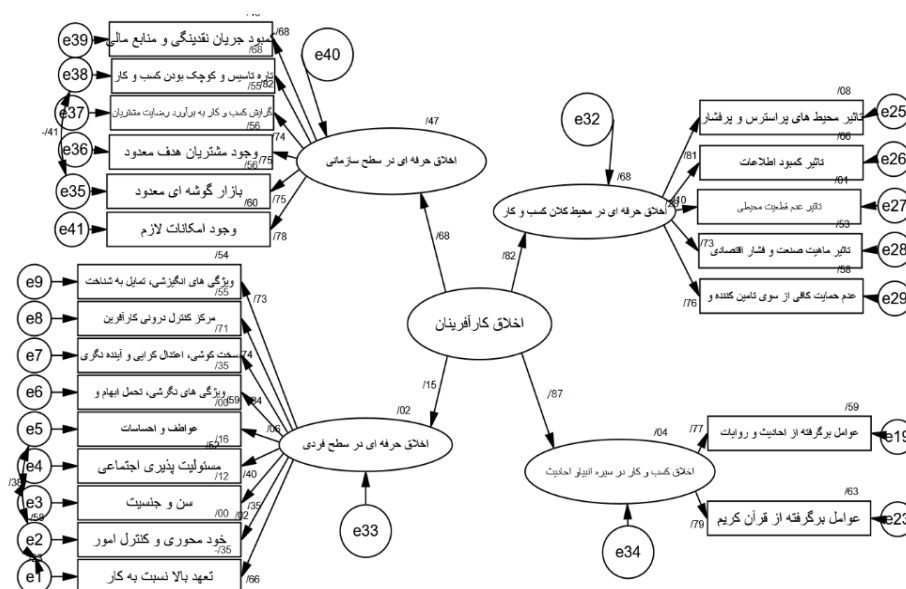 e39
کمبود جریان نقدینگی و منابع مالی
/68
/68
e38
تازه تاسیس و کوچک بودن کسب و کار
/55
/82
e37
گرایش کسب و کار به برآورد رضایت مشتریان
/56
/74
-/41
e36
وجود مشتریان هدف معدود
/56
/75
e35
بازار گوشه ای معدود
/60
/75
e41
وجود امکانات لازم
/78
e40
/47
اخلاق حرفه ای در سطح سازمانی
/68
e32
/68
اخلاق حرفه ای در محیط کلان کسب و کار
/82
/08
تاثیر محیط های پراسترس و پرفشار
e25
/66
تاثیر کمبود اطلاعات
e26
/81
/01
تاثیر عدم قطعیت محیطی
e27
/10
/53
تاثیر ماهیت صنعت و فشار اقتصادی
e28
/73
/58
عدم حمایت کافی از سوی تامین کننده و
e29
/76
اخلاق کارآفرینان
/15
/87
/54
e9
ویژگی های انگیزشی، تمایل به شناخت
/55
/73
e8
مرکز کنترل درونی کارآفرین
/71
e7
سخت کوشی، اعتدال گرایی و آینده نگری
/74
/35
e6
ویژگی های نگرشی، تحمل ابهام و
/00
/59
/84
e5
عواطف و احساسات
/06
/16
e4
مسئولیت پذیری اجتماعی
/40
/12
/38
e3
سن و جنسیت
/35
/00
/02
/58
e2
خود محوری و کنترل امور
-/35
e1
تعهد بالا نسبت به کار
/66
/02
اخلاق حرفه ای در سطح فردی
e33
/04
اخلاق کسب و کار در سیره انبیاو احادیث
e34
/59
عوامل برگرفته از احادیث و روایات
e19
/77
/63
عوامل برگرفته از قرآن کریم
e23
/79